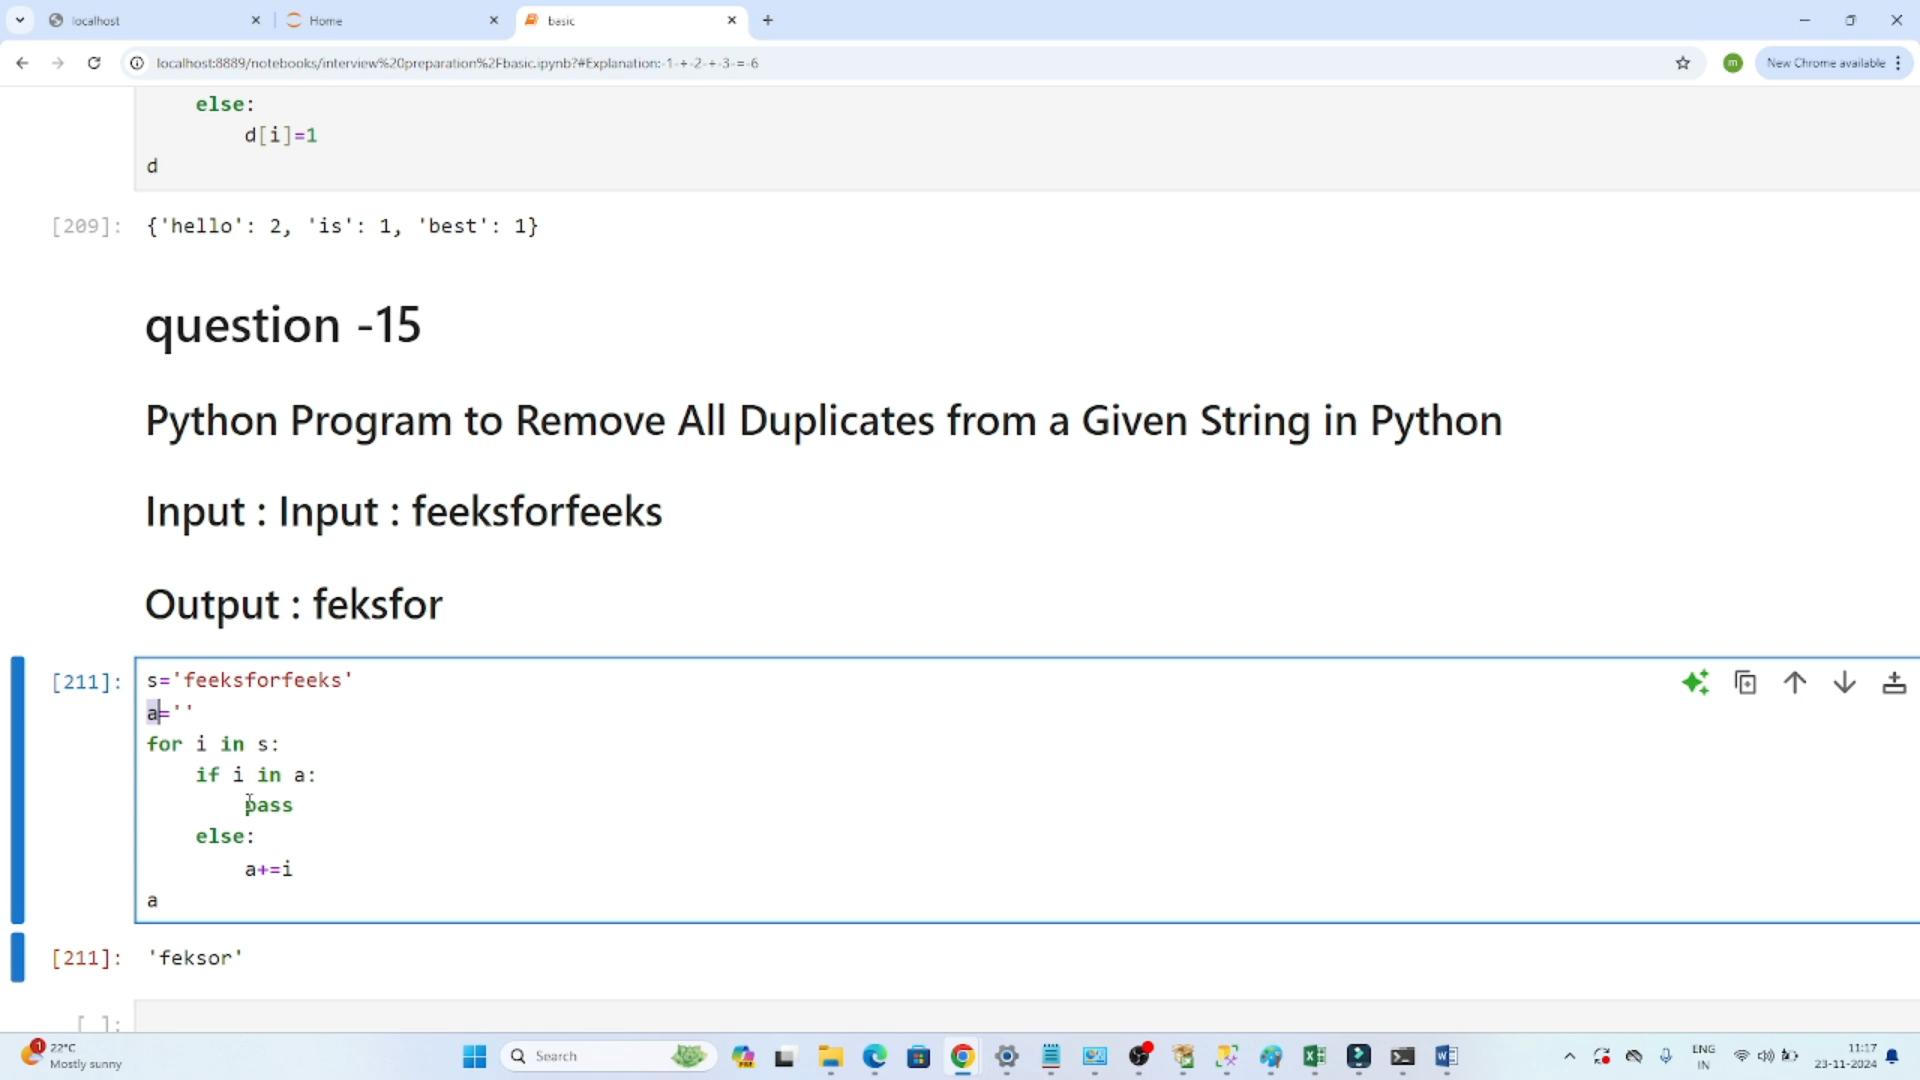 localhost
Home
basic
localhost:8889/notebooks/interview%20preparation%2Fbasic.ipynb?#Explanation:-1-+-2-+-3-=-6
m
New Chrome available
else:
d[i]=1
d
[209]:
{'hello': 2, 'is': 1, 'best': 1}
question -15
Python Program to Remove All Duplicates from a Given String in Python
Input : Input : feeksforfeeks
Output : feksfor
[211]:
s='feeksforfeeks'
a=''
for i in s:
if i in a:
pass
else:
a+=i
a
[211]:
'feksor'
[ ]:
1
22°C
Mostly sunny
Search
ENG
IN
11:17
23-11-2024